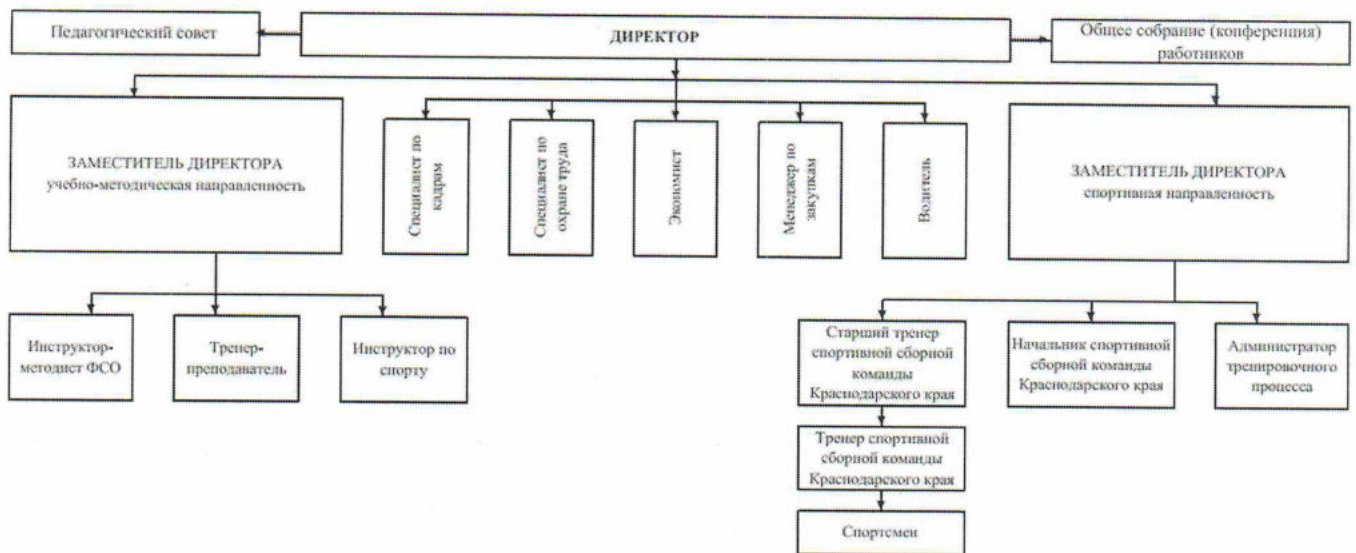 Педагогический совет
ДИРЕКТОР
Общее собрание (конференция)
работников
ЗАМЕСТИТЕЛЬ ДИРЕКТОРА
учебно-методическая направленность
Специалист по
кадрам
Специалист по
охране труда
Экономист
Менеджер по
закупкам
Водитель
ЗАМЕСТИТЕЛЬ ДИРЕКТОРА
спортивная направленность
Инструктор-
методист ФСО
Тренер-
преподаватель
Инструктор по
спорту
Старший тренер
спортивной сборной
команды
Краснодарского края
Начальник спортивной
сборной команды
Краснодарского края
Администратор
тренировочного
процесса
Тренер спортивной
сборной команды
Краснодарского края
Спортсмен